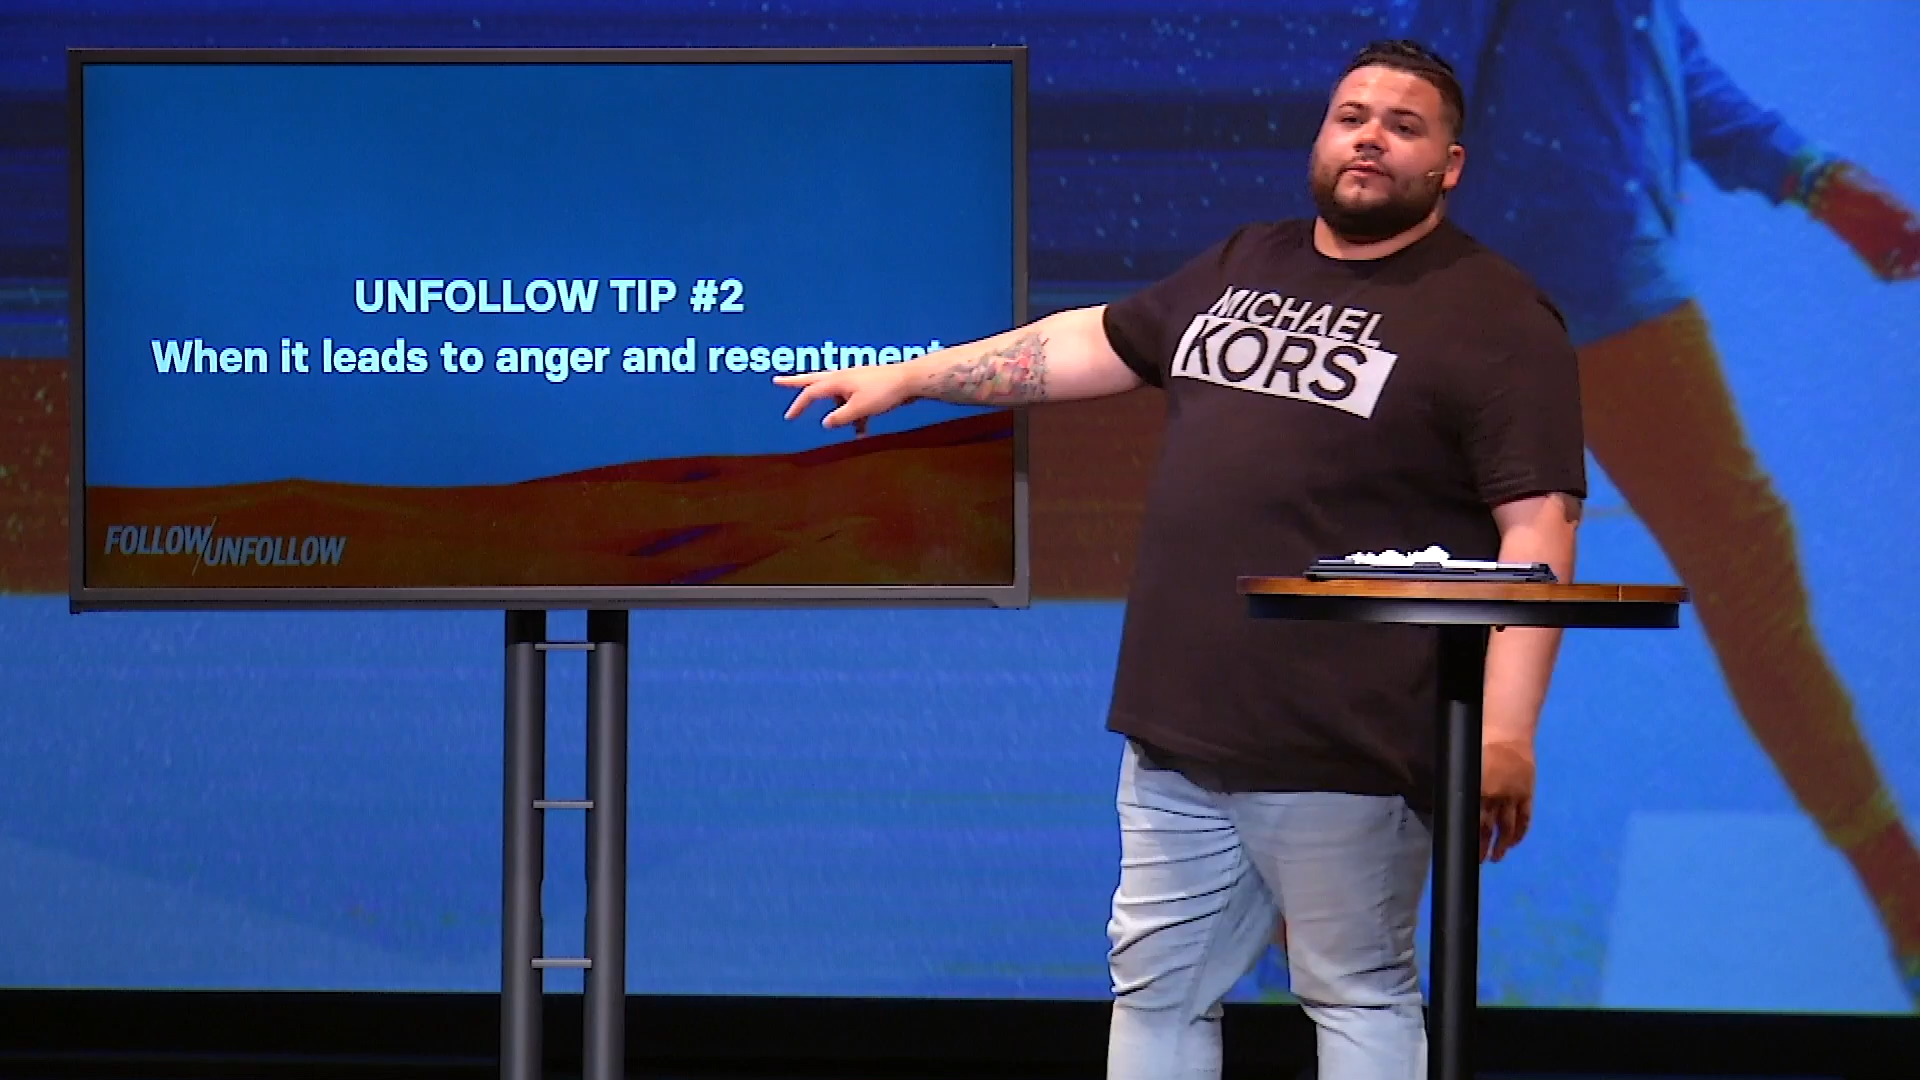 UNFOLLOW TIP #2
When it leads to anger and resentment
FOLLOW/UNFOLLOW
MICHAEL
KORS